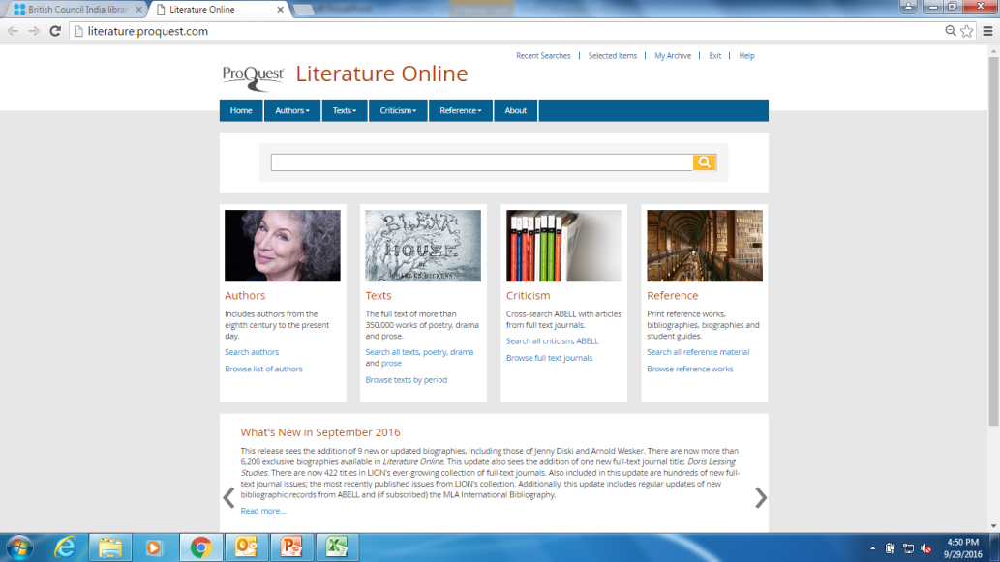 British Council India librar
Literature Online
literature.proquest.com
Recent Searches | Selected Items | My Archive | Exit | Help
ProQuest Literature Online
Home Authors Texts Criticism Reference About
BLEAK
HOUSE
BY
CHARLES DICKENS
Authors
Includes authors from the
eighth century to the present
day.
Search authors
Browse list of authors
Texts
The full text of more than
350,000 works of poetry, drama
and prose.
Search all texts, poetry, drama
and prose
Browse texts by period
Criticism
Cross-search ABELL with articles
from full text journals.
Search all criticism, ABELL
Browse full text journals
Reference
Print reference works,
bibliographies, biographies and
student guides.
Search all reference material
Browse reference works
What's New in September 2016
This release sees the addition of 9 new or updated biographies, including those of Jenny Diski and Arnold Wesker. There are now more than
6,200 exclusive biographies available in Literature Online. This update also sees the addition of one new full-text journal title; Doris Lessing
Studies. There are now 422 titles in LION's ever-growing collection of full-text journals. Also included in this update are hundreds of new full-
text journal issues; the most recently published issues from LION's collection. Additionally, this update includes regular updates of new
bibliographic records from ABELL and (if subscribed) the MLA International Bibliography.
Read more...
4:50 PM
9/29/2016